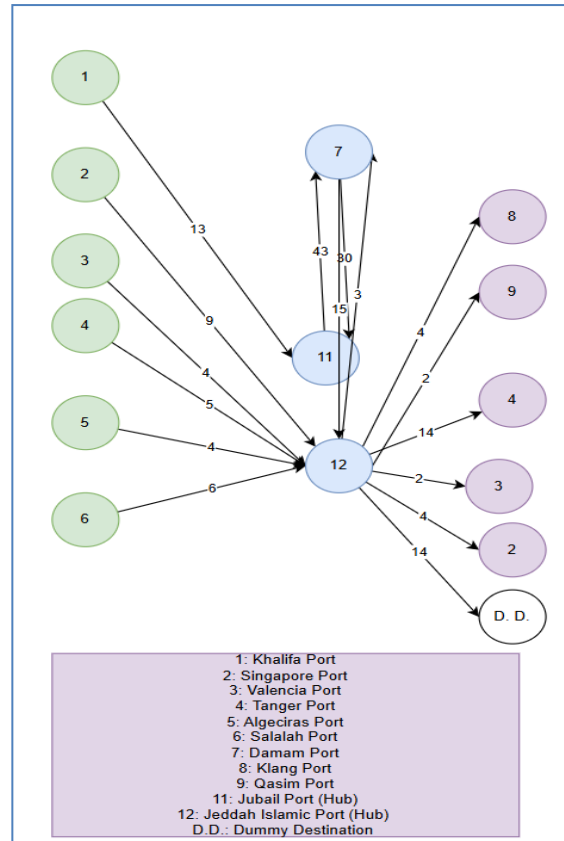 1
7
2
8
13
3
43
30
9
9
3
15
4
9
11
4
4
2
4
5
14
5
4
12
2
3
6
6
4
2
14
D. D.
1: Khalifa Port
2: Singapore Port
3: Valencia Port
4: Tanger Port
5: Algeciras Port
6: Salalah Port
7: Damam Port
8: Klang Port
9: Qasim Port
11: Jubail Port (Hub)
12: Jeddah Islamic Port (Hub)
D.D.: Dummy Destination